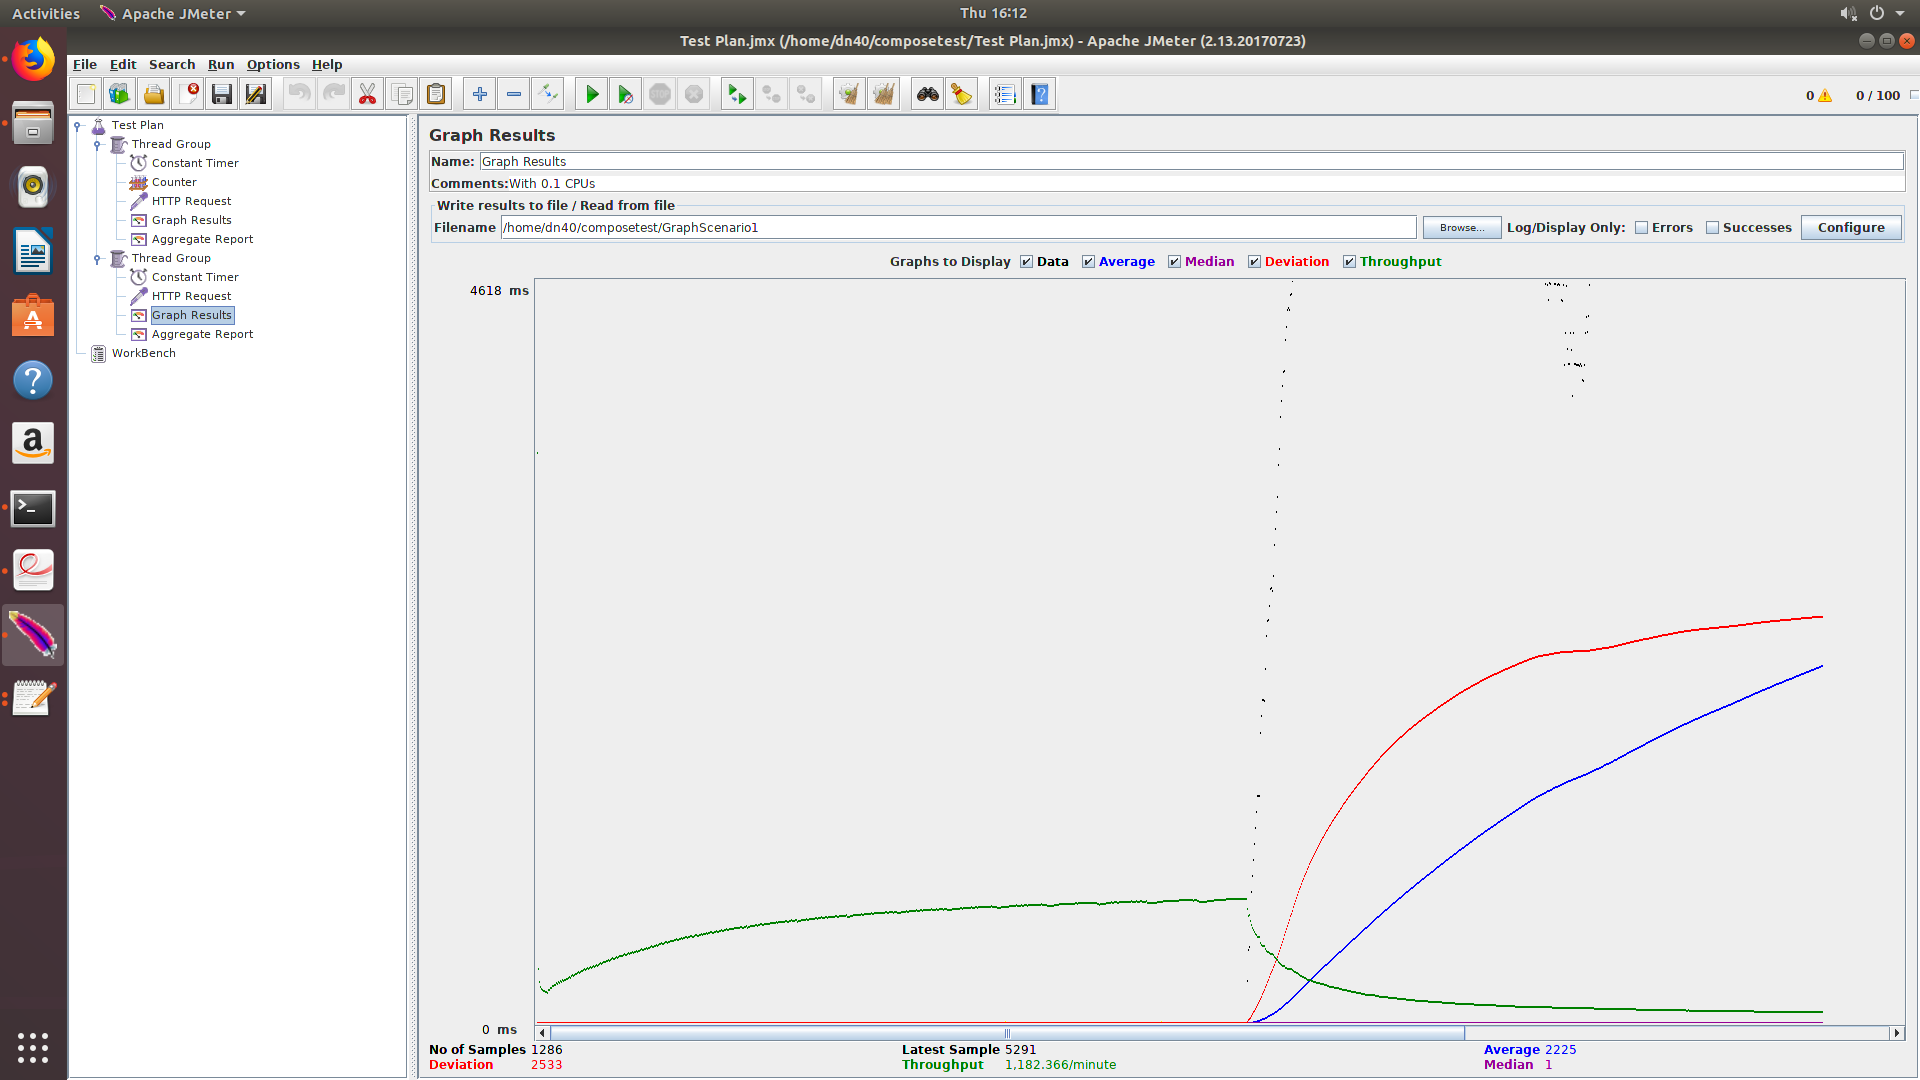 Activities Apache JMeter Thu 16:12
Test Plan.jmx (/home/dn40/composetest/Test Plan.jmx) - Apache JMeter (2.13.20170723)
File Edit Search Run Options Help
0 0 / 100
Test Plan
Thread Group
Constant Timer
Counter
HTTP Request
Graph Results
Aggregate Report
Thread Group
Constant Timer
HTTP Request
Graph Results
Aggregate Report
WorkBench
Graph Results
Name: Graph Results
Comments: With 0.1 CPUs
Write results to file / Read from file
Filename /home/dn40/composetest/GraphScenario1 Browse... Log/Display Only: Errors Successes Configure
Graphs to Display Data Average Median Deviation Throughput
4618 ms
0 ms
No of Samples 1286 Latest Sample 5291 Average 2225
Deviation 2533 Throughput 1,182.366/minute Median 1